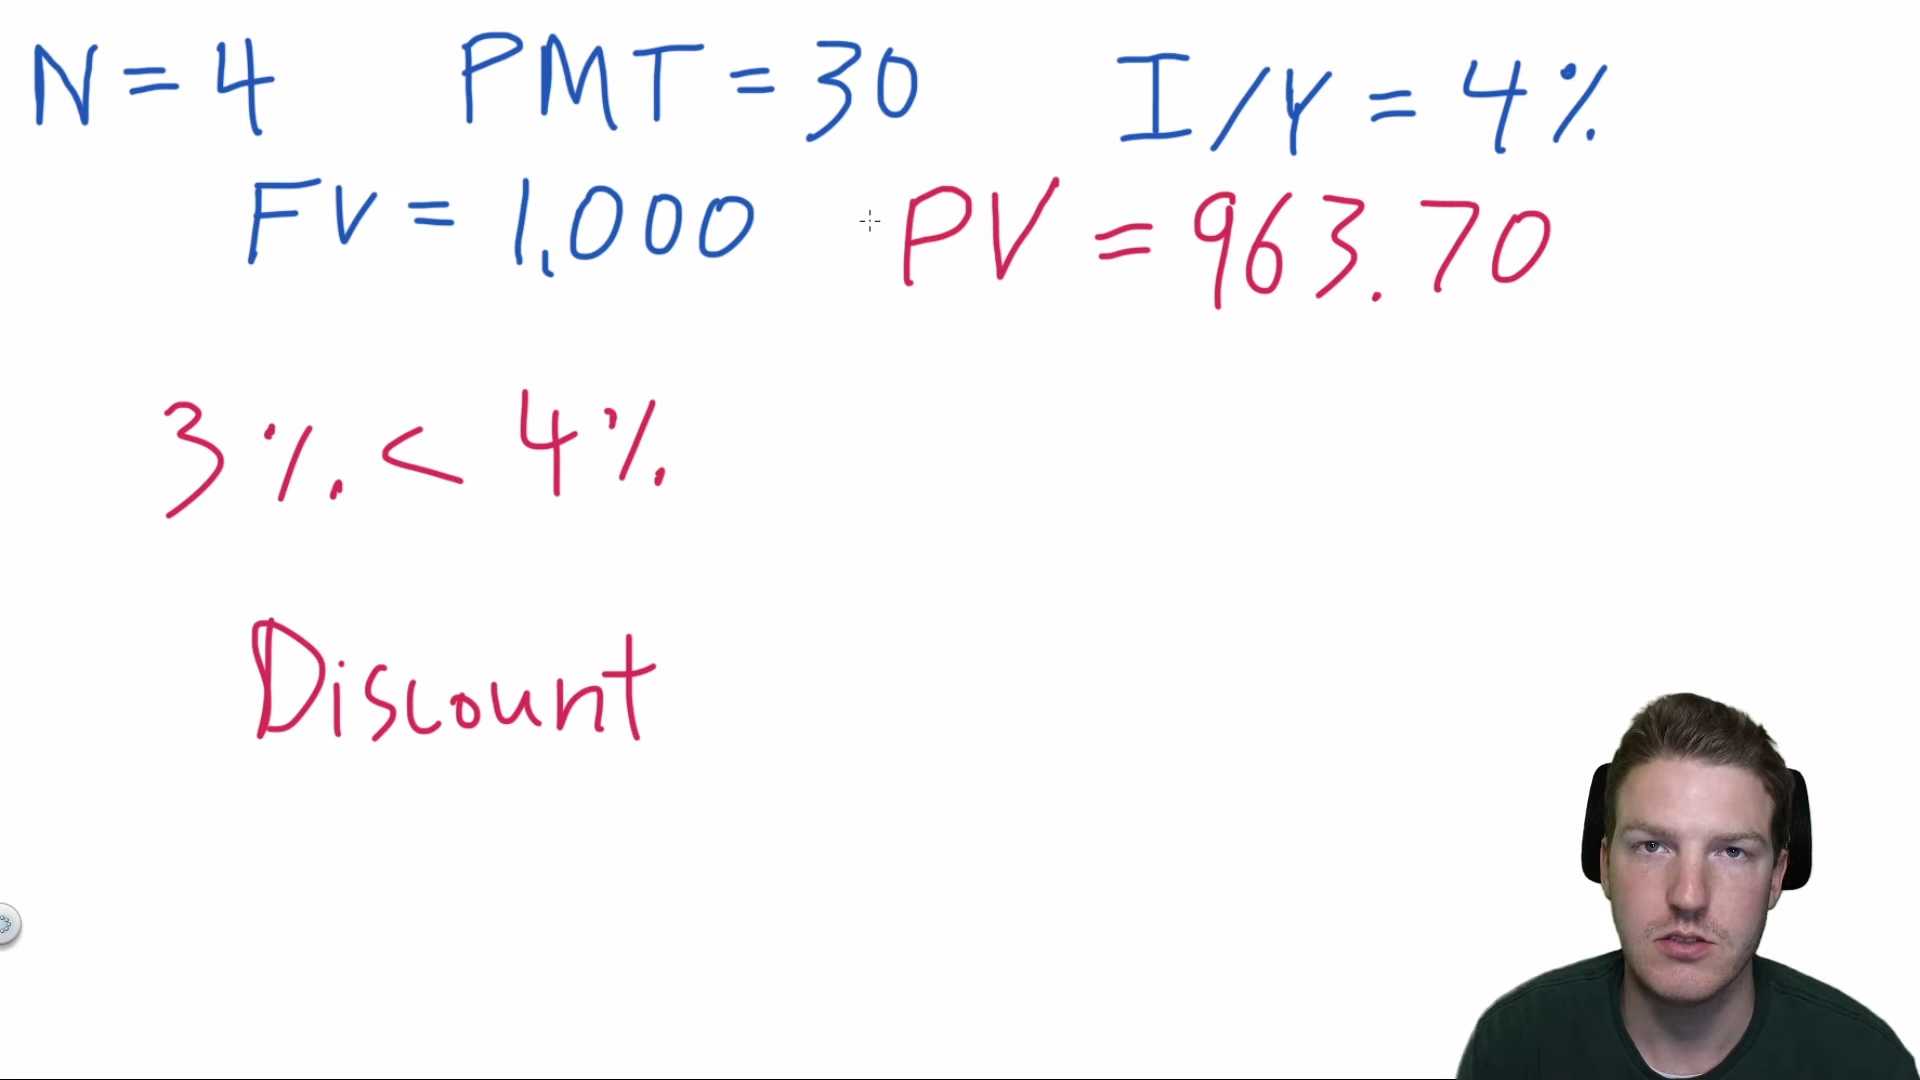 N = 4 PMT = 30 I/Y = 4%
FV = 1,000 PV = 963.70
3% < 4%
Discount